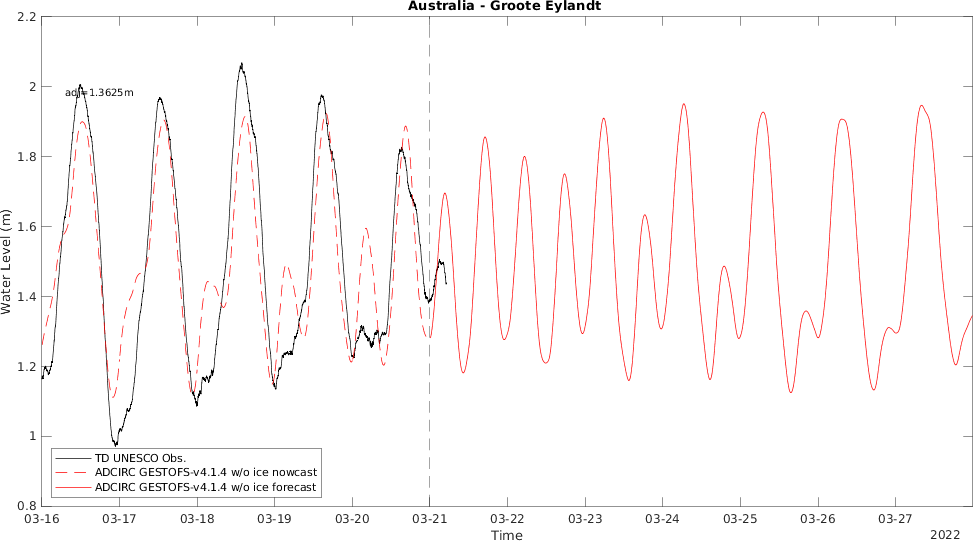 Australia - Groote Eylandt
Water Level (m)
2.2
2
1.8
1.6
1.4
1.2
1
0.8
adj=1.3625m
TD UNESCO Obs.
ADCIRC GESTOFS-v4.1.4 w/o ice nowcast
ADCIRC GESTOFS-v4.1.4 w/o ice forecast
03-16 03-17 03-18 03-19 03-20 03-21 03-22 03-23 03-24 03-25 03-26 03-27
Time
2022